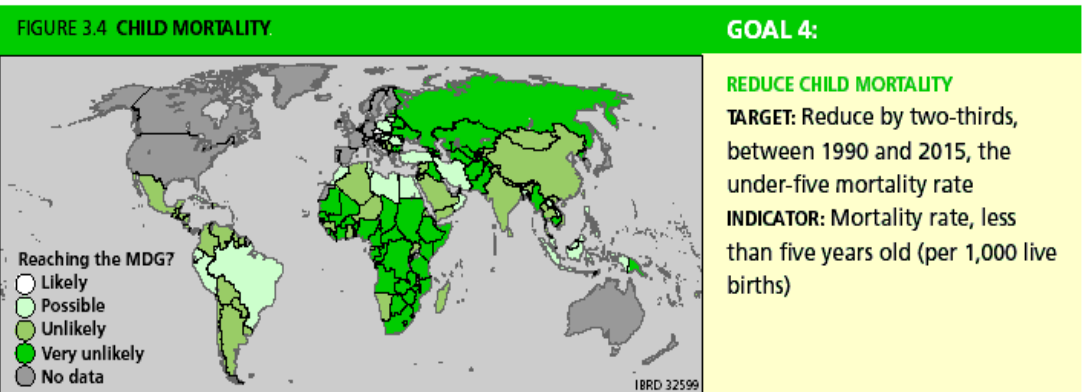 FIGURE 3.4 CHILD MORTALITY.
GOAL 4:
REDUCE CHILD MORTALITY
TARGET: Reduce by two-thirds,
between 1990 and 2015, the
under-five mortality rate
INDICATOR: Mortality rate, less
than five years old (per 1,000 live
births)
Reaching the MDG?
Likely
Possible
Unlikely
Very unlikely
No data
IBRD 32599